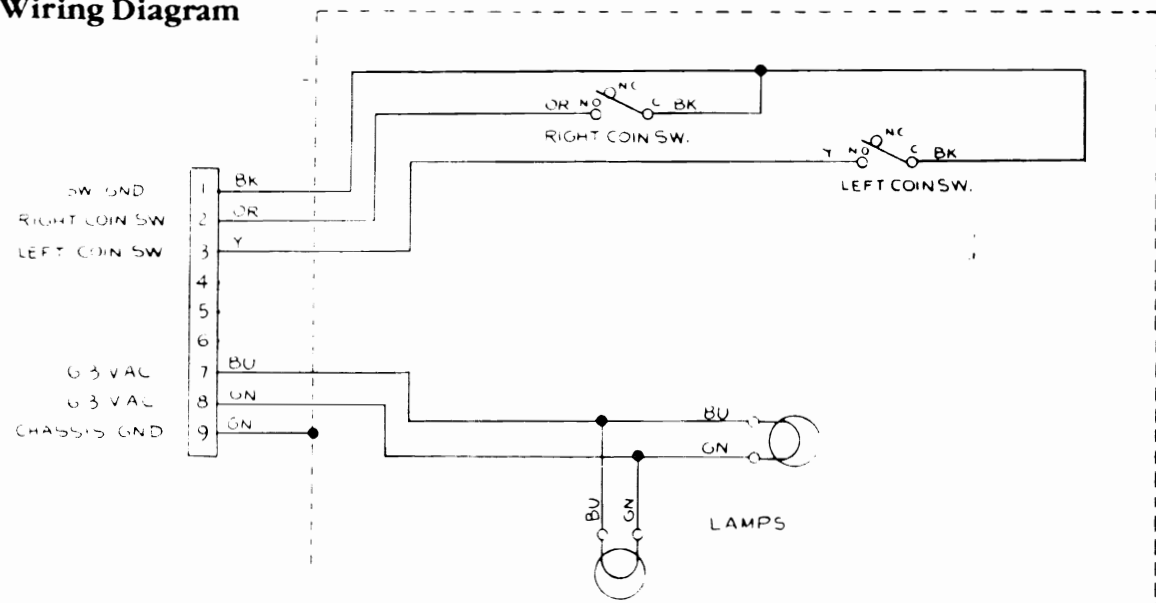 Wiring Diagram
OR NO NC C BK
RIGHT COIN SW.
Y NO NC C BK
LEFT COIN SW.
SW GND 1 BK
RIGHT COIN SW 2 OR
LEFT COIN SW 3 Y
4
5
6
6 3 VAC 7 BU
6 3 VAC 8 GN
CHASSIS GND 9 GN
BU
GN
BU GN
LAMPS